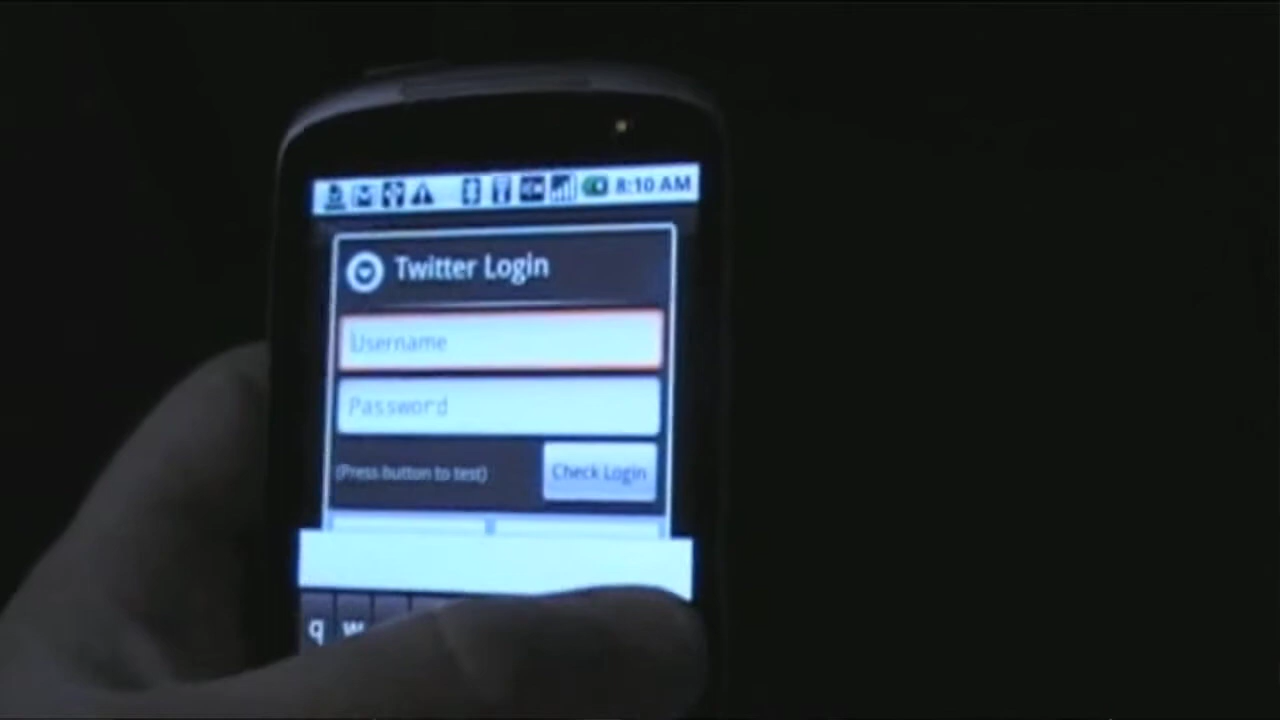 8:10 AM
Twitter Login
Username
Password
(Press button to test)
Check Login
q w